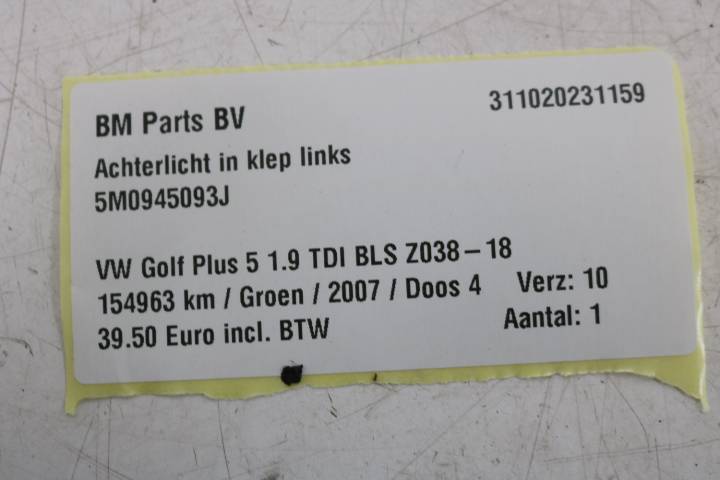 BM Parts BV 311020231159
Achterlicht in klep links
5M0945093J
VW Golf Plus 5 1.9 TDI BLS Z038-18
154963 km / Groen / 2007 / Doos 4 Verz: 10
39.50 Euro incl. BTW Aantal: 1